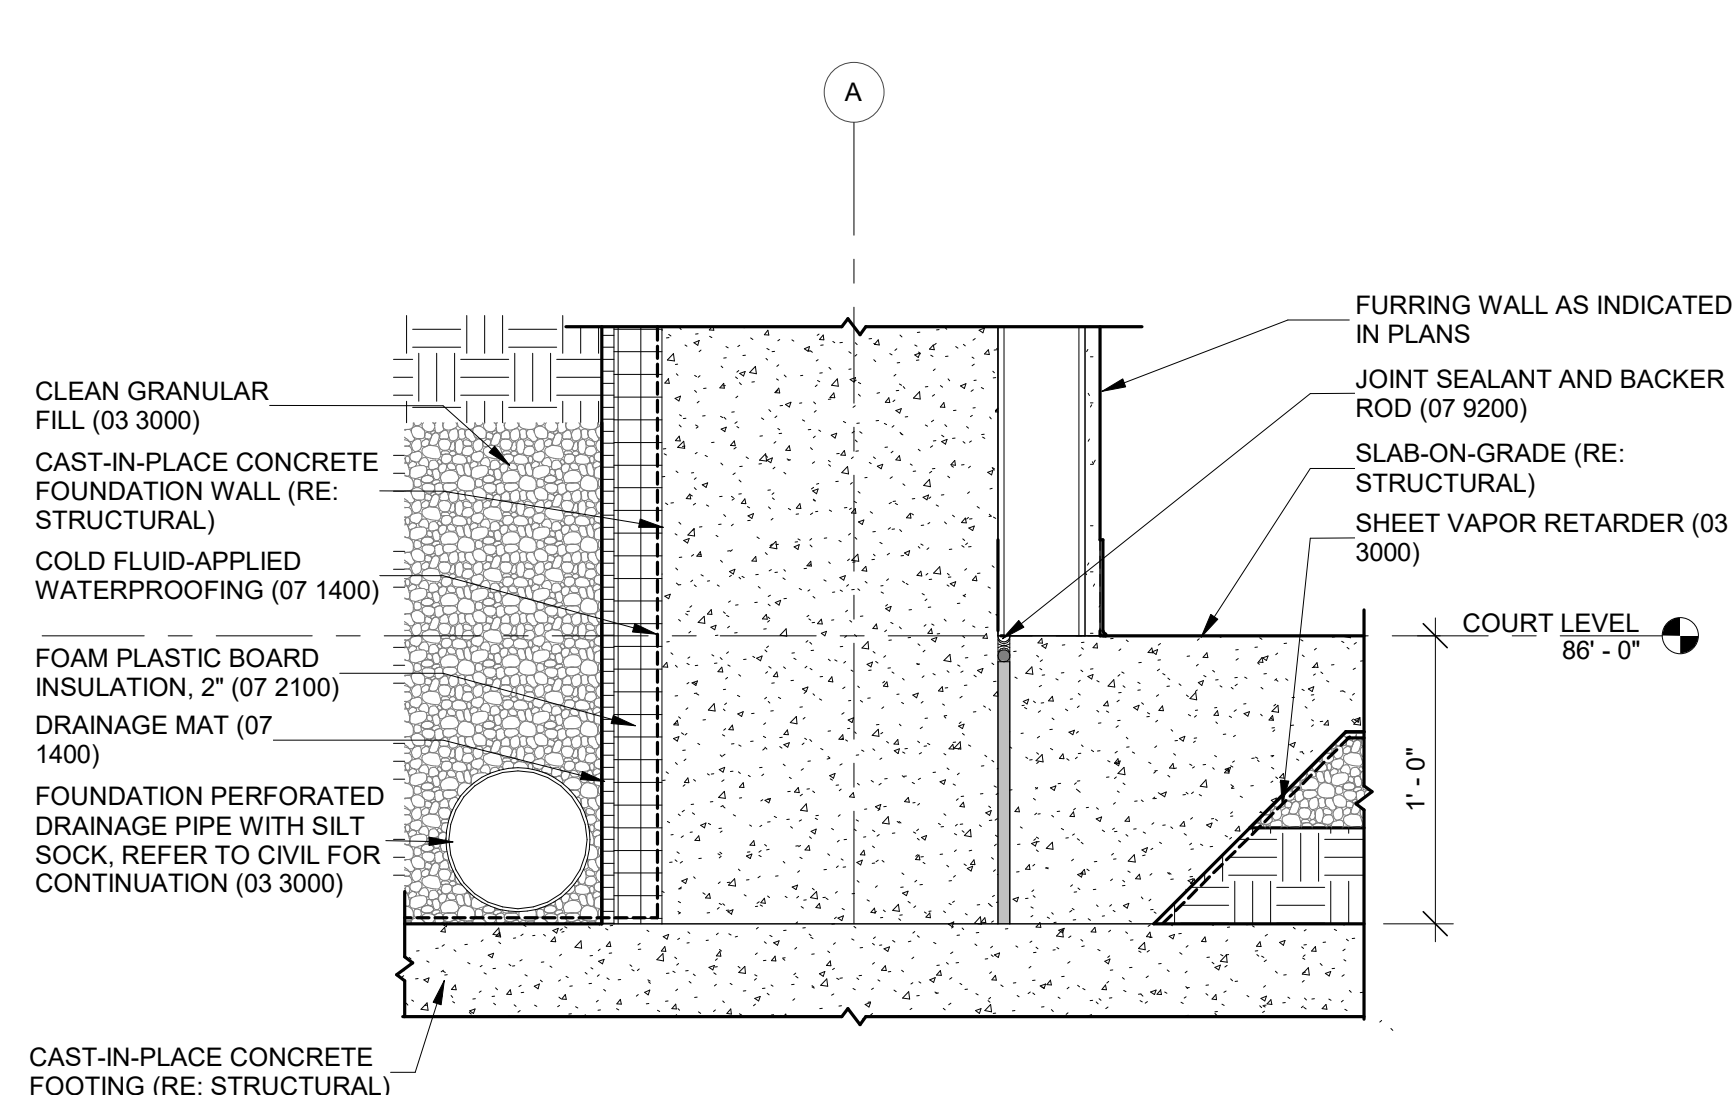 A
CLEAN GRANULAR
FILL (03 3000)
CAST-IN-PLACE CONCRETE
FOUNDATION WALL (RE:
STRUCTURAL)
COLD FLUID-APPLIED
WATERPROOFING (07 1400)
FOAM PLASTIC BOARD
INSULATION, 2" (07 2100)
DRAINAGE MAT (07
1400)
FOUNDATION PERFORATED
DRAINAGE PIPE WITH SILT
SOCK, REFER TO CIVIL FOR
CONTINUATION (03 3000)
CAST-IN-PLACE CONCRETE
FOOTING (RE: STRUCTURAL)
FURRING WALL AS INDICATED
IN PLANS
JOINT SEALANT AND BACKER
ROD (07 9200)
SLAB-ON-GRADE (RE:
STRUCTURAL)
SHEET VAPOR RETARDER (03
3000)
COURT LEVEL
86' - 0"
1' - 0"